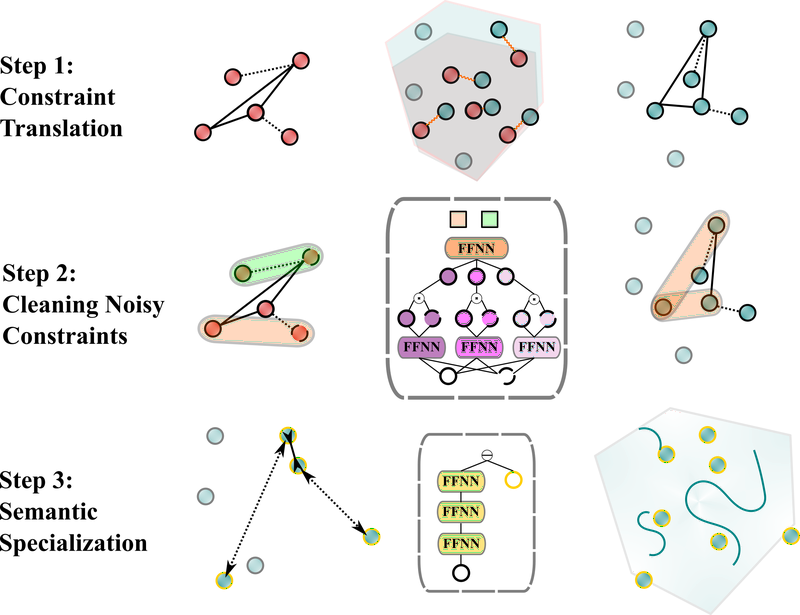 Step 1:
Constraint
Translation
Step 2:
Cleaning Noisy
Constraints
FFNN
FFNN FFNN FFNN
Step 3:
Semantic
Specialization
FFNN
FFNN
FFNN